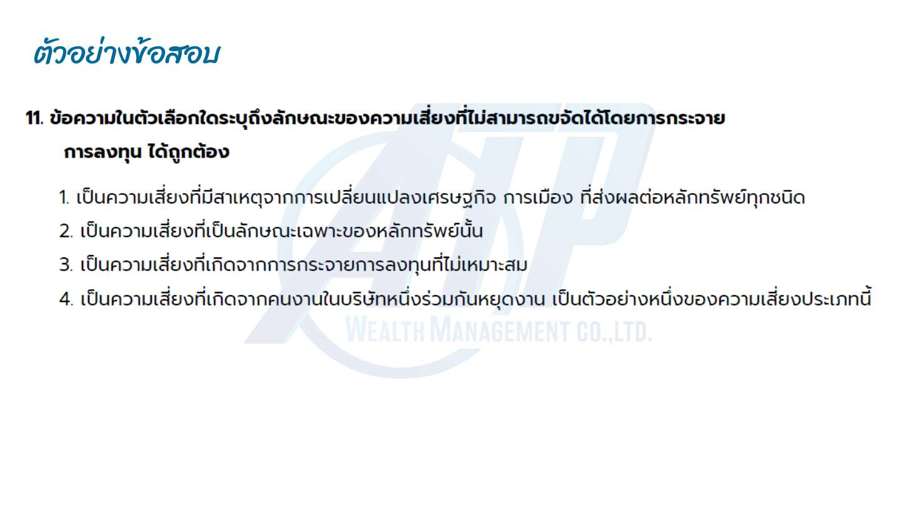 ตัวอย่างข้อสอบ
11. ข้อความในตัวเลือกใดระบุถึงลักษณะของความเสี่ยงที่ไม่สามารถขจัดได้โดยการกระจาย
การลงทุน ได้ถูกต้อง
1. เป็นความเสี่ยงที่มีสาเหตุจากการเปลี่ยนแปลงเศรษฐกิจ การเมือง ที่ส่งผลต่อหลักทรัพย์ทุกชนิด
2. เป็นความเสี่ยงที่เป็นลักษณะเฉพาะของหลักทรัพย์นั้น
3. เป็นความเสี่ยงที่เกิดจากการกระจายการลงทุนที่ไม่เหมาะสม
4. เป็นความเสี่ยงที่เกิดจากคนงานในบริษัทหนึ่งร่วมกันหยุดงาน เป็นตัวอย่างหนึ่งของความเสี่ยงประเภทนี้
ATP
WEALTH MANAGEMENT CO.,LTD.